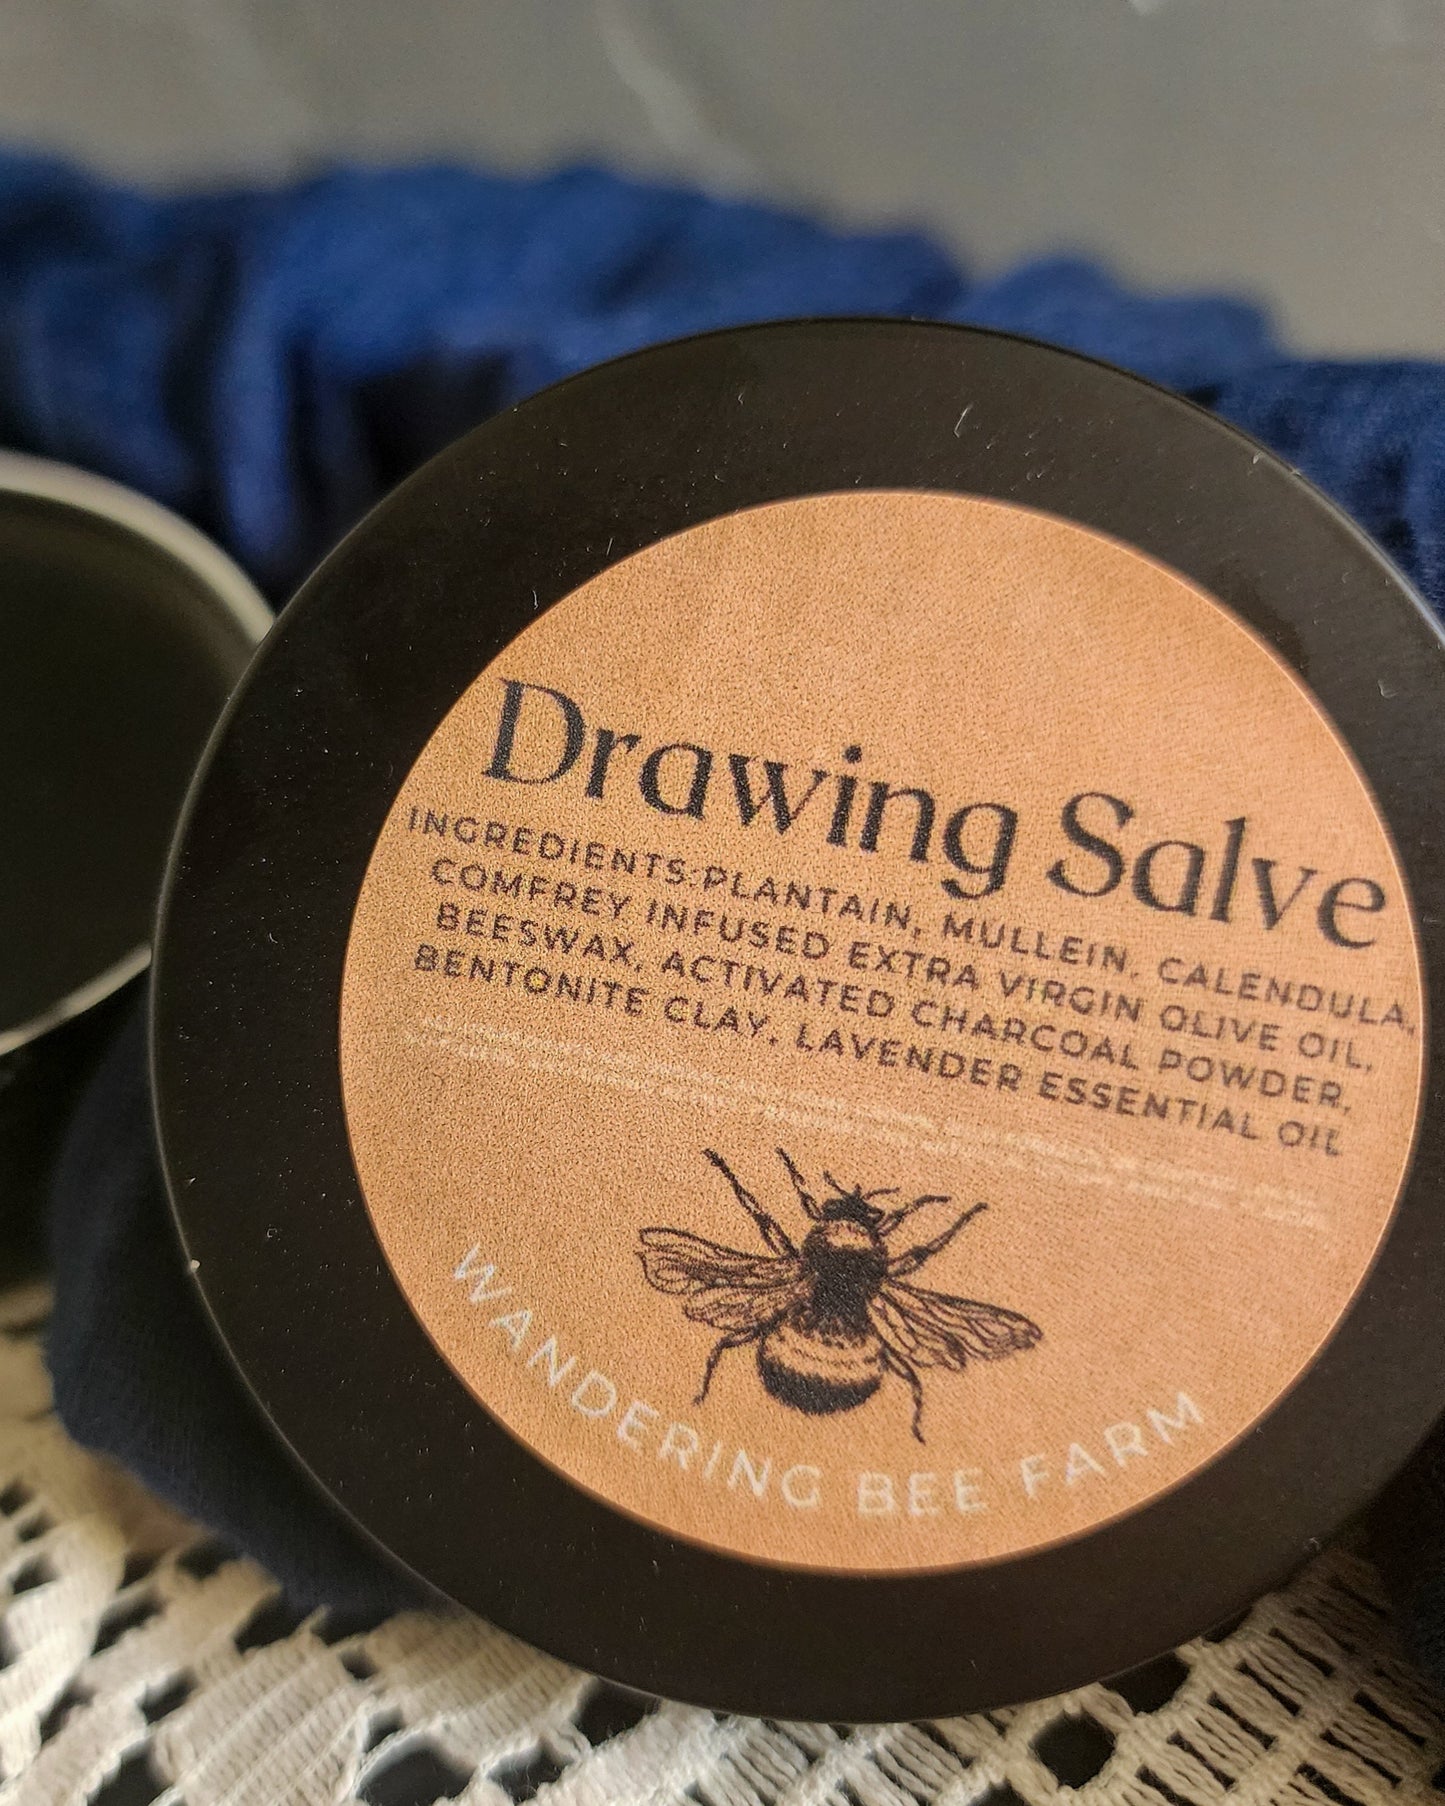 Drawing Salve
INGREDIENTS:PLANTAIN, MULLEIN, CALENDULA,
COMFREY INFUSED EXTRA VIRGIN OLIVE OIL,
BEESWAX, ACTIVATED CHARCOAL POWDER,
BENTONITE CLAY, LAVENDER ESSENTIAL OIL
WANDERING BEE FARM